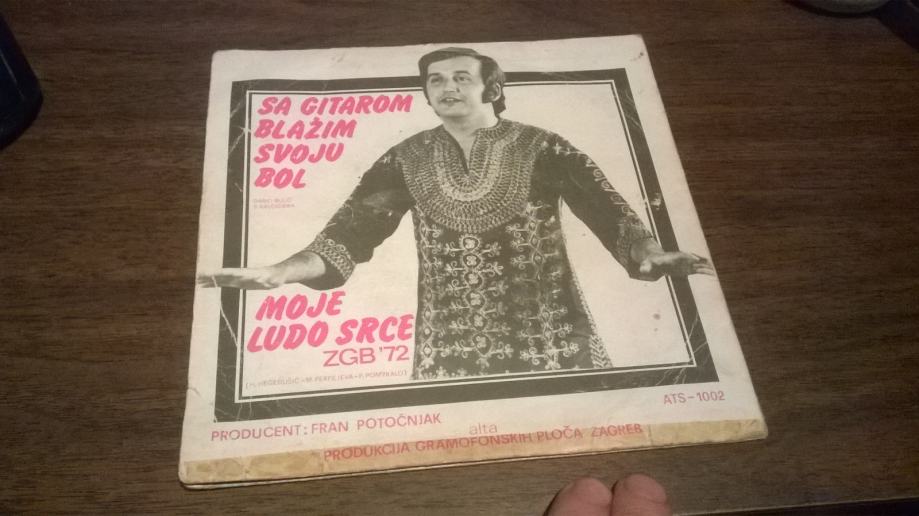 SA GITAROM
BLAŽIM
SVOJU
BOL
MOJE
LUDO SRCE
ZGB '72
ATS-1002
PRODUCENT: FRAN POTOČNJAK
alta
PRODUKCIJA GRAMOFONSKIH PLOČA ZAGREB